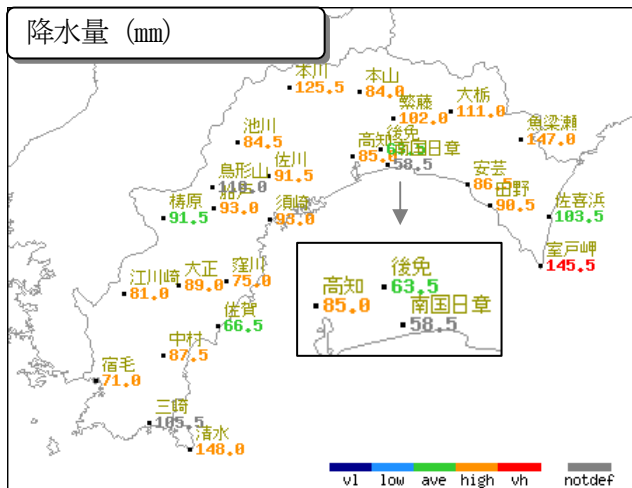 降水量 (mm)
本川
125.5
本山
84.0
繁藤
102.0
大栃
111.0
魚梁瀬
147.0
池川
84.5
高知
85.0
後免
63.5
南国日章
58.5
鳥形山
110.0
佐川
91.5
安芸
86.5
田野
90.5
佐喜浜
103.5
梼原
91.5
船戸
93.0
須崎
93.0
室戸岬
145.5
江川崎
81.0
大正
89.0
窪川
75.0
佐賀
66.5
後免
63.5
高知
85.0
南国日章
58.5
中村
87.5
宿毛
71.0
三崎
105.5
清水
148.0
vl low ave high vh notdef